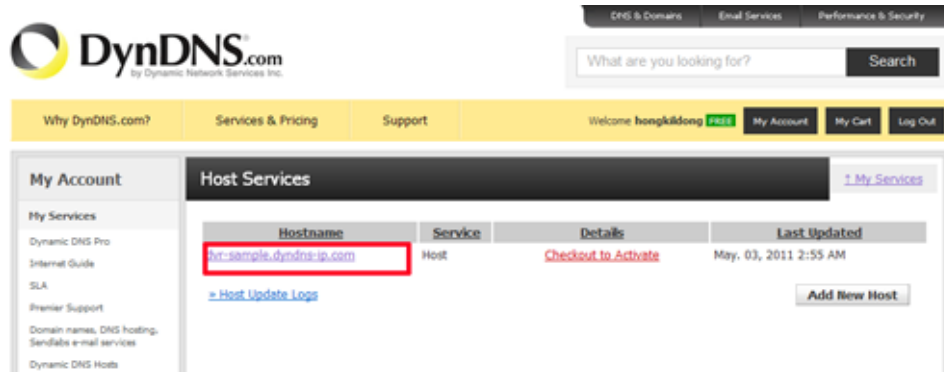 DNS & Domains Email Services Performance & Security
DynDNS.com
by Dynamic Network Services Inc.
What are you looking for? Search
Why DynDNS.com? Services & Pricing Support Welcome hongkildong FREE My Account My Cart Log Out
My Account
Host Services
↑ My Services
My Services
Dynamic DNS Pro
Internet Guide
SLA
Premier Support
Domain names, DNS hosting,
Sendlabs e-mail services
Dynamic DNS Hosts
Hostname Service Details Last Updated
dvr-sample.dyndns-ip.com Host Checkout to Activate May. 03, 2011 2:55 AM
» Host Update Logs
Add New Host